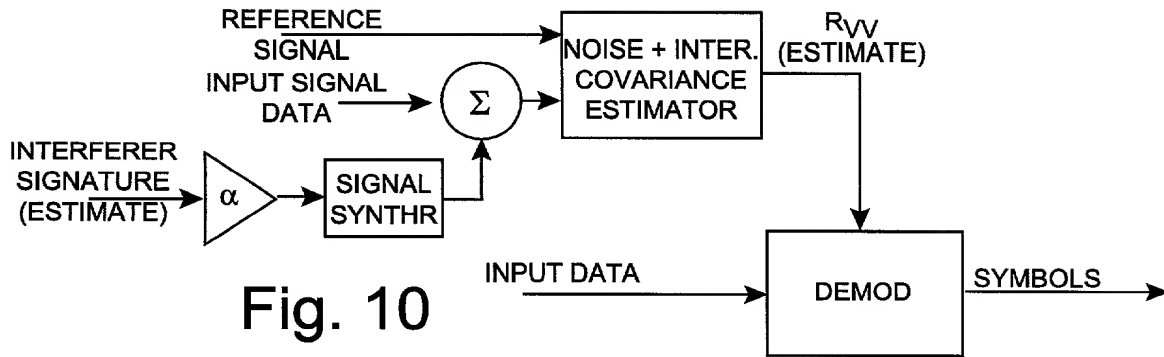 REFERENCE
SIGNAL
INPUT SIGNAL
DATA
Σ
NOISE + INTER.
COVARIANCE
ESTIMATOR
RVV
(ESTIMATE)
INTERFERER
SIGNATURE
(ESTIMATE)
α
SIGNAL
SYNTHR
INPUT DATA
DEMOD
SYMBOLS
Fig. 10